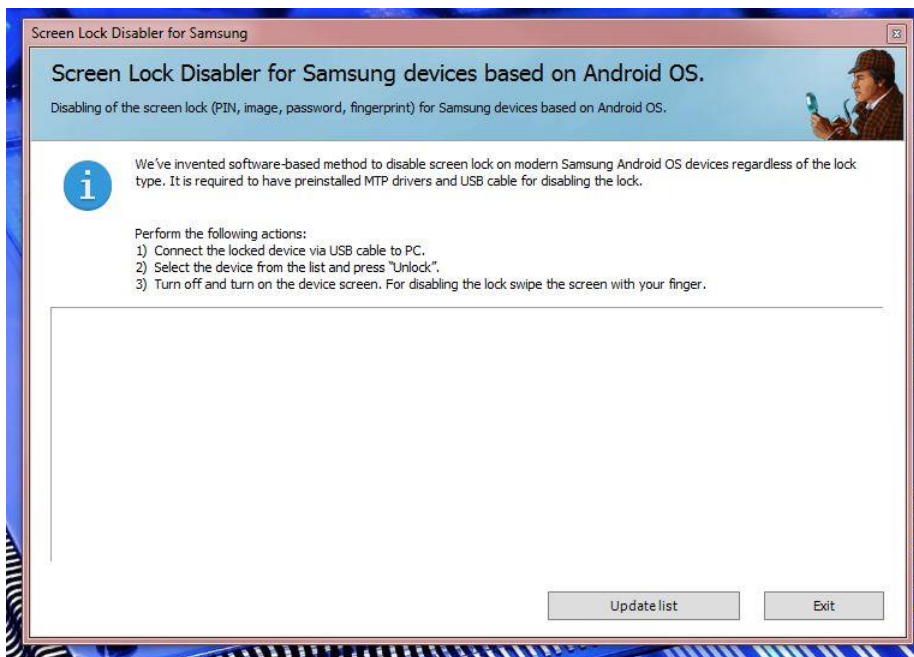 Screen Lock Disabler for Samsung
Screen Lock Disabler for Samsung devices based on Android OS.
Disabling of the screen lock (PIN, image, password, fingerprint) for Samsung devices based on Android OS.
We've invented software-based method to disable screen lock on modern Samsung Android OS devices regardless of the lock
type. It is required to have preinstalled MTP drivers and USB cable for disabling the lock.
Perform the following actions:
1) Connect the locked device via USB cable to PC.
2) Select the device from the list and press "Unlock".
3) Turn off and turn on the device screen. For disabling the lock swipe the screen with your finger.
Update list
Exit